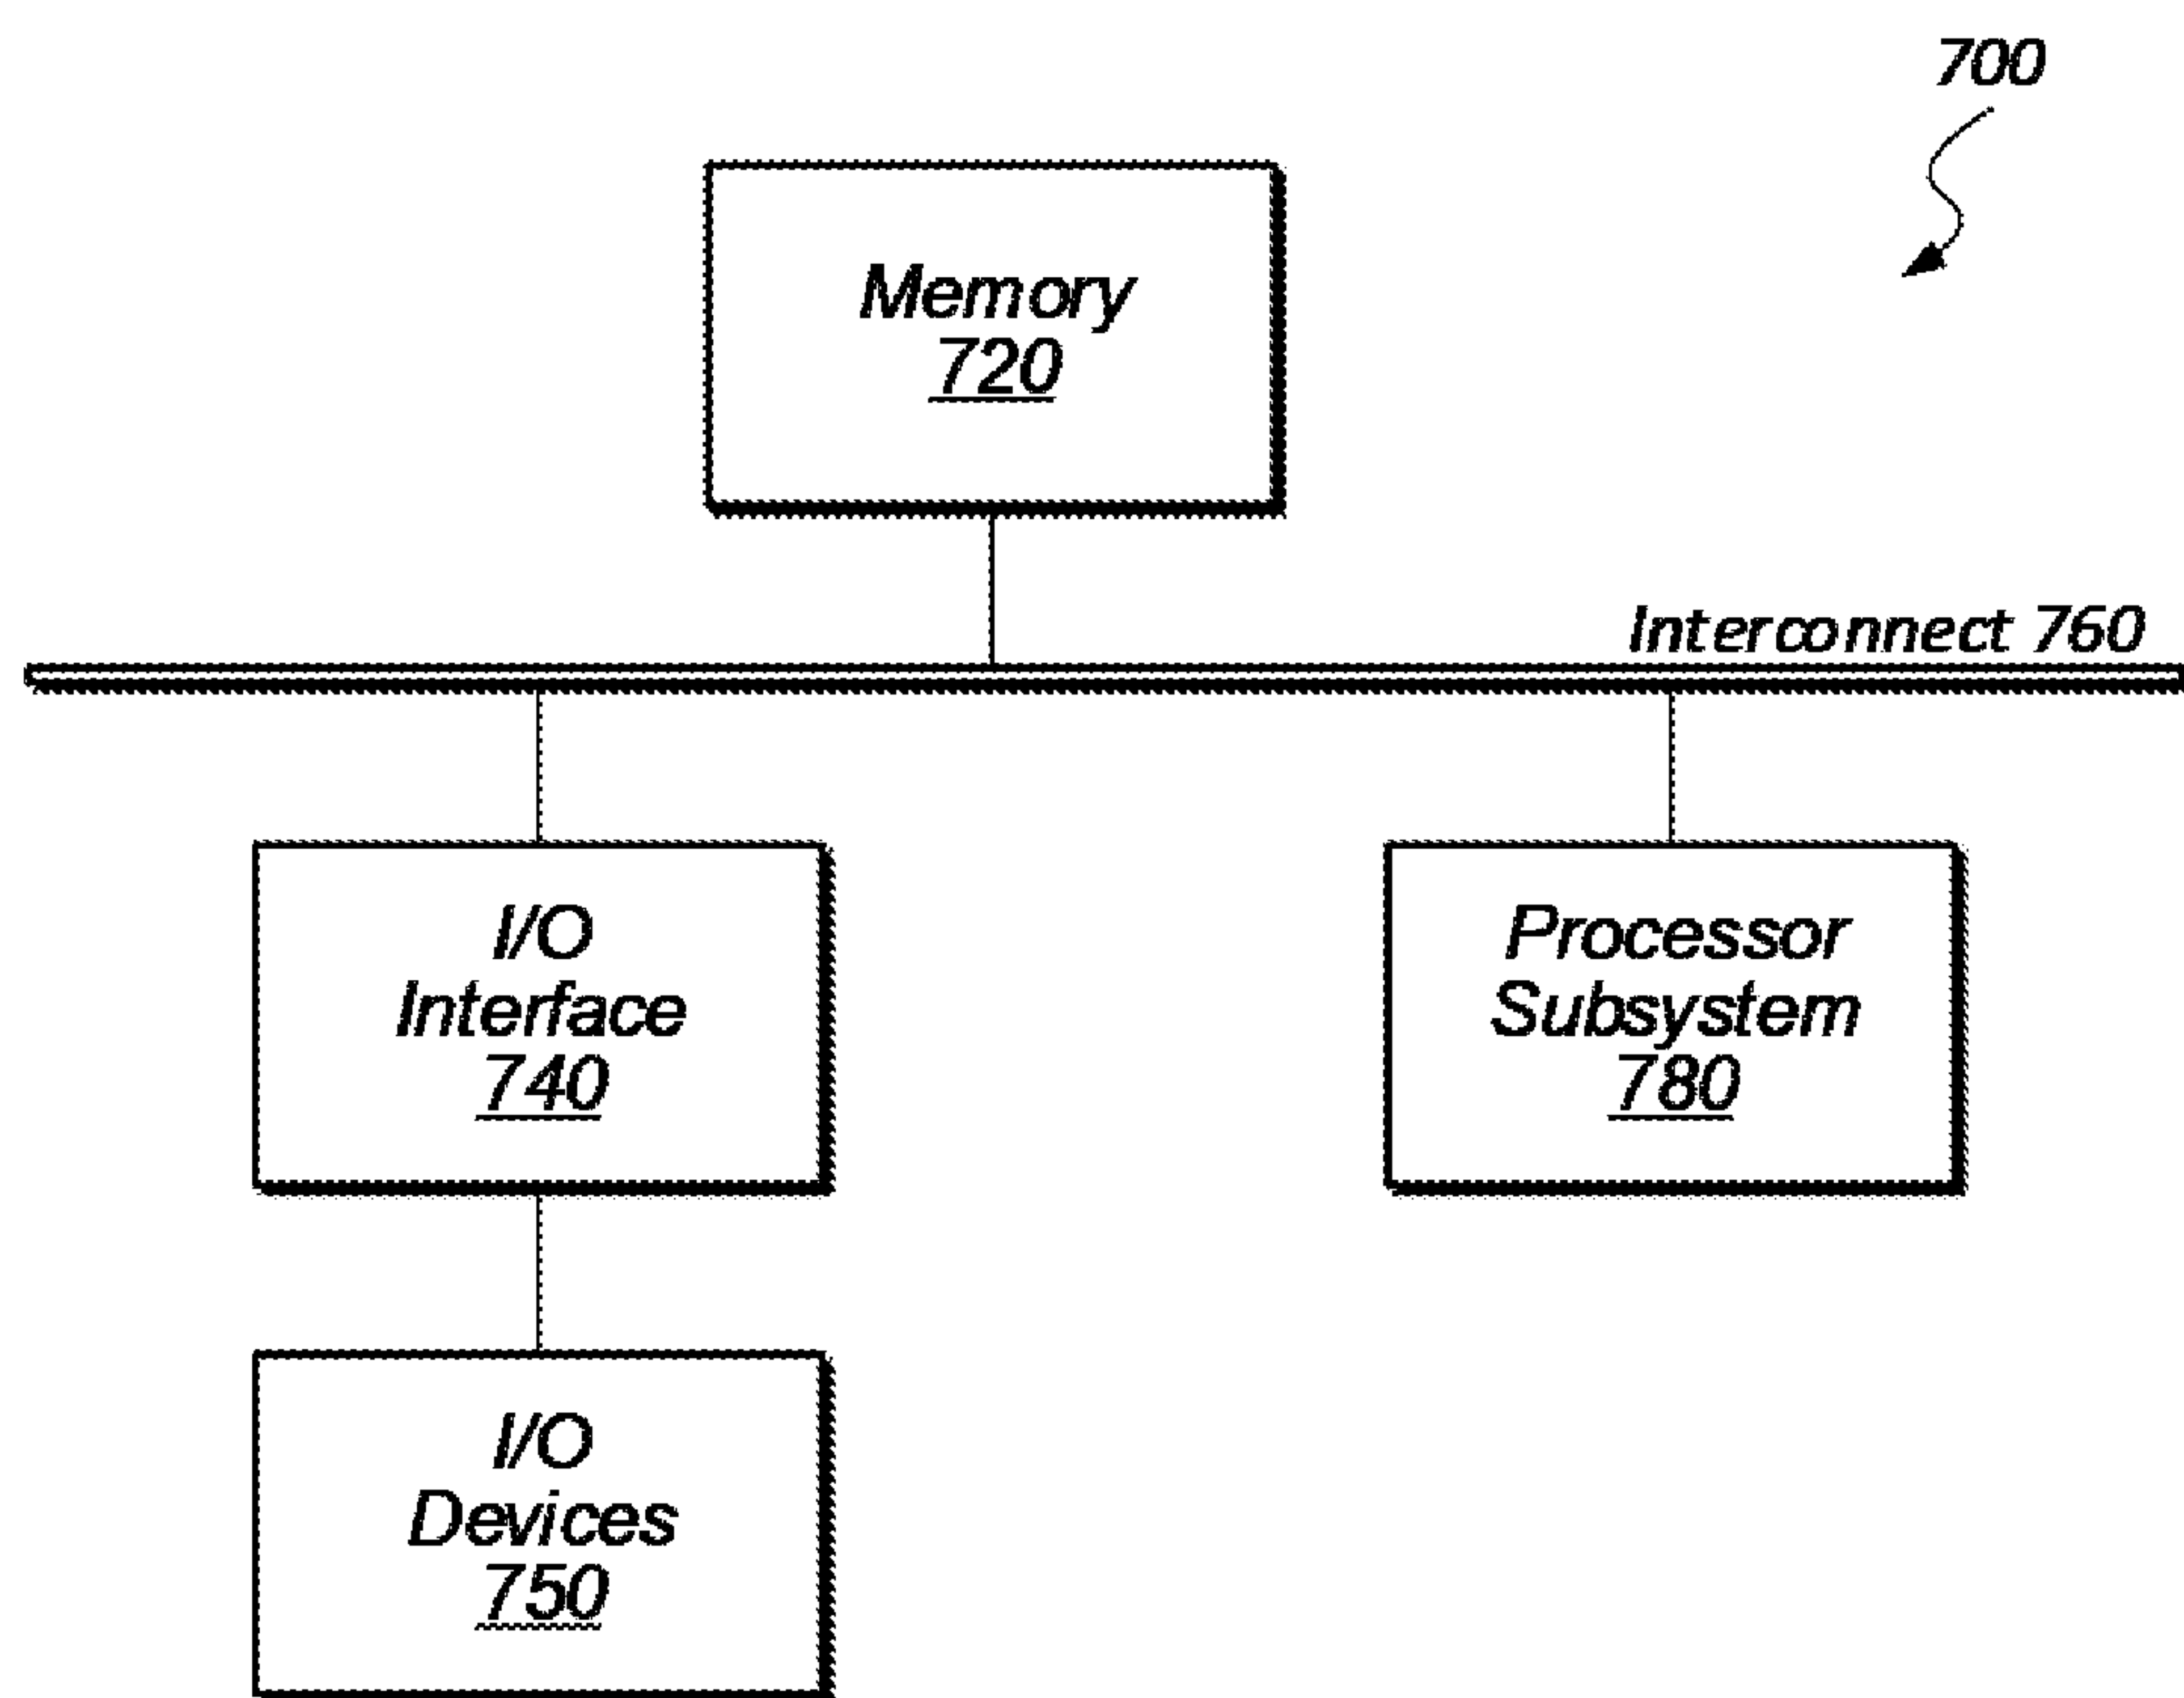 700
Memory
720
Interconnect 760
I/O
Interface
740
Processor
Subsystem
780
I/O
Devices
750